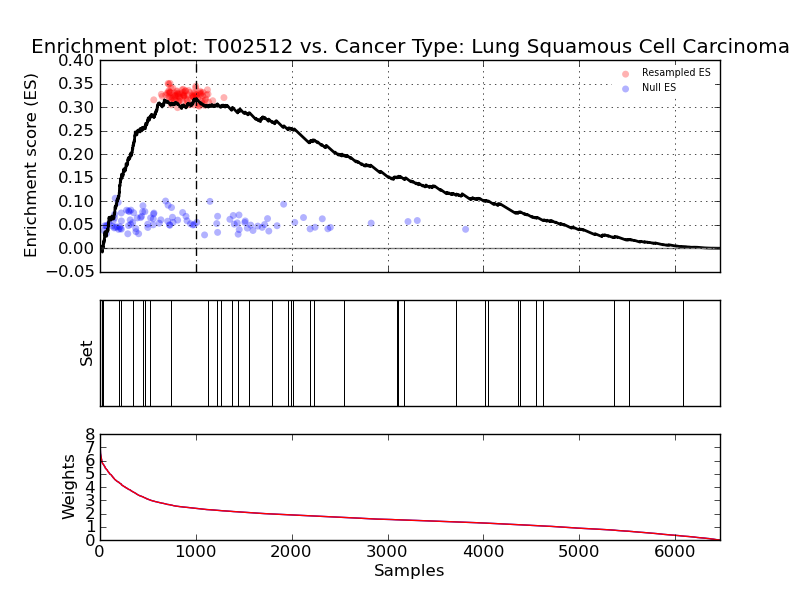 Enrichment plot: T002512 vs. Cancer Type: Lung Squamous Cell Carcinoma
Enrichment score (ES)
0.40
0.35
0.30
0.25
0.20
0.15
0.10
0.05
0.00
−0.05
Resampled ES
Null ES
Set
Weights
8
7
6
5
4
3
2
1
0
0 1000 2000 3000 4000 5000 6000
Samples